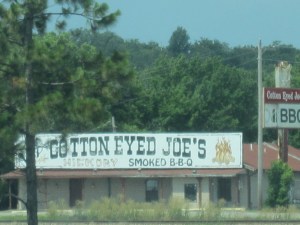 COTTON EYED JOE'S
HICKORY SMOKED B-B-Q
Cotton Eyed Joe
BBQ